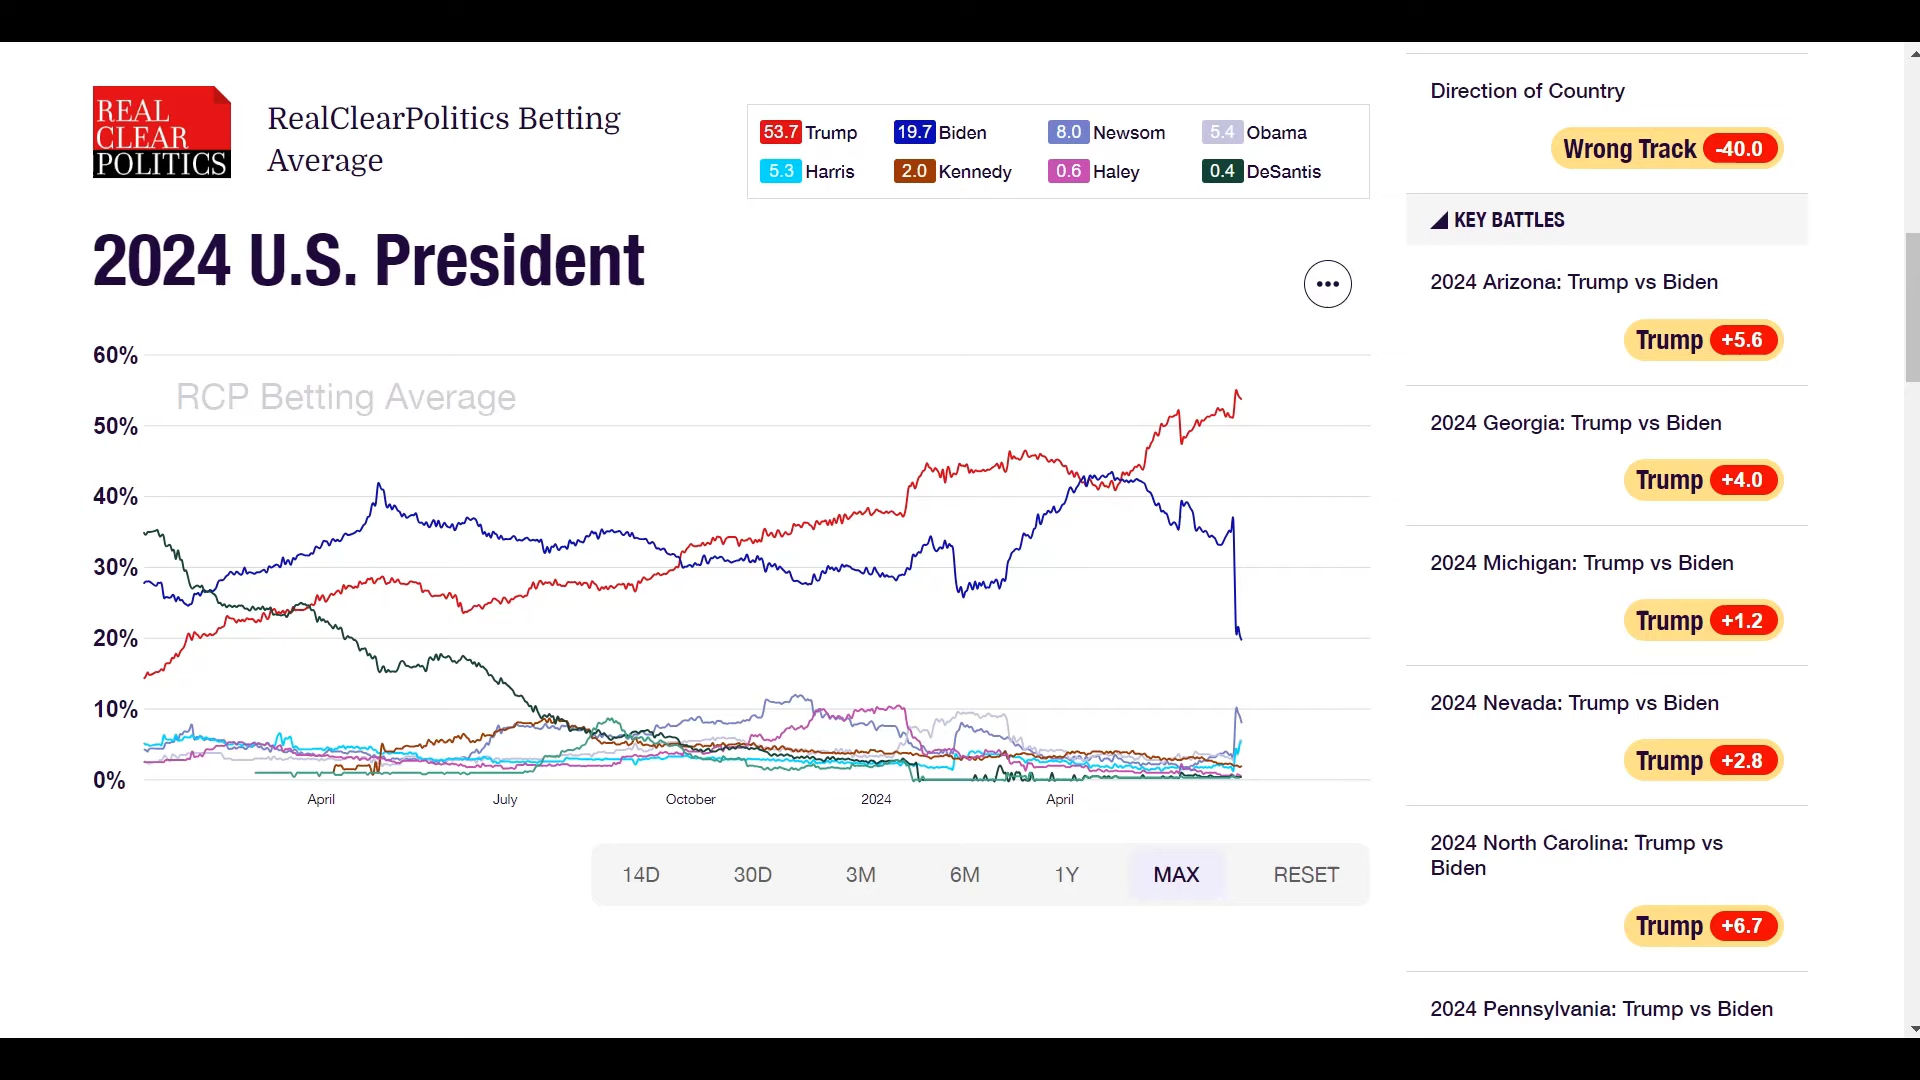 REAL
CLEAR
POLITICS
RealClearPolitics Betting
Average
53.7 Trump 19.7 Biden 8.0 Newsom 5.4 Obama
5.3 Harris 2.0 Kennedy 0.6 Haley 0.4 DeSantis
2024 U.S. President
•••
60%
RCP Betting Average
50%
40%
30%
20%
10%
0%
April July October 2024 April
14D 30D 3M 6M 1Y MAX RESET
Direction of Country
Wrong Track -40.0
KEY BATTLES
2024 Arizona: Trump vs Biden
Trump +5.6
2024 Georgia: Trump vs Biden
Trump +4.0
2024 Michigan: Trump vs Biden
Trump +1.2
2024 Nevada: Trump vs Biden
Trump +2.8
2024 North Carolina: Trump vs
Biden
Trump +6.7
2024 Pennsylvania: Trump vs Biden